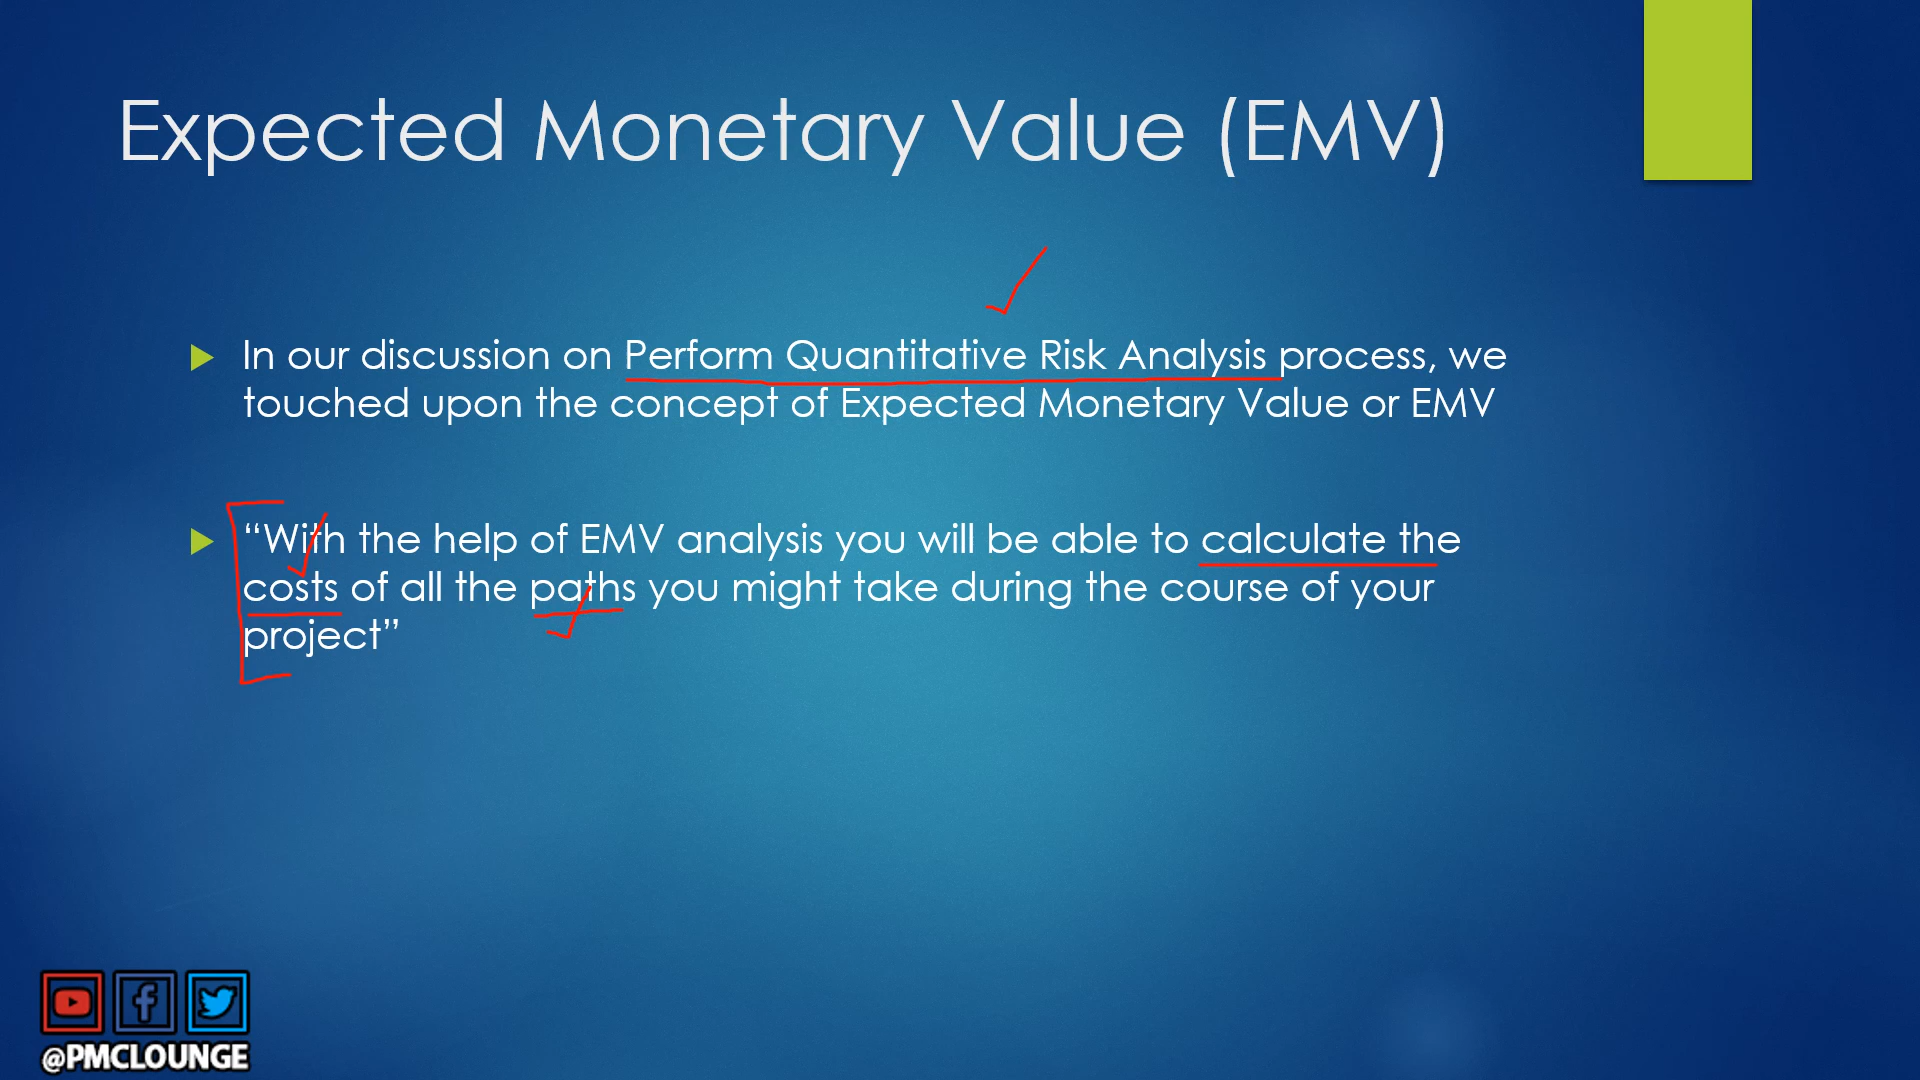 Expected Monetary Value (EMV)
In our discussion on Perform Quantitative Risk Analysis process, we
touched upon the concept of Expected Monetary Value or EMV
“With the help of EMV analysis you will be able to calculate the
costs of all the paths you might take during the course of your
project”
@PMCLOUNGE